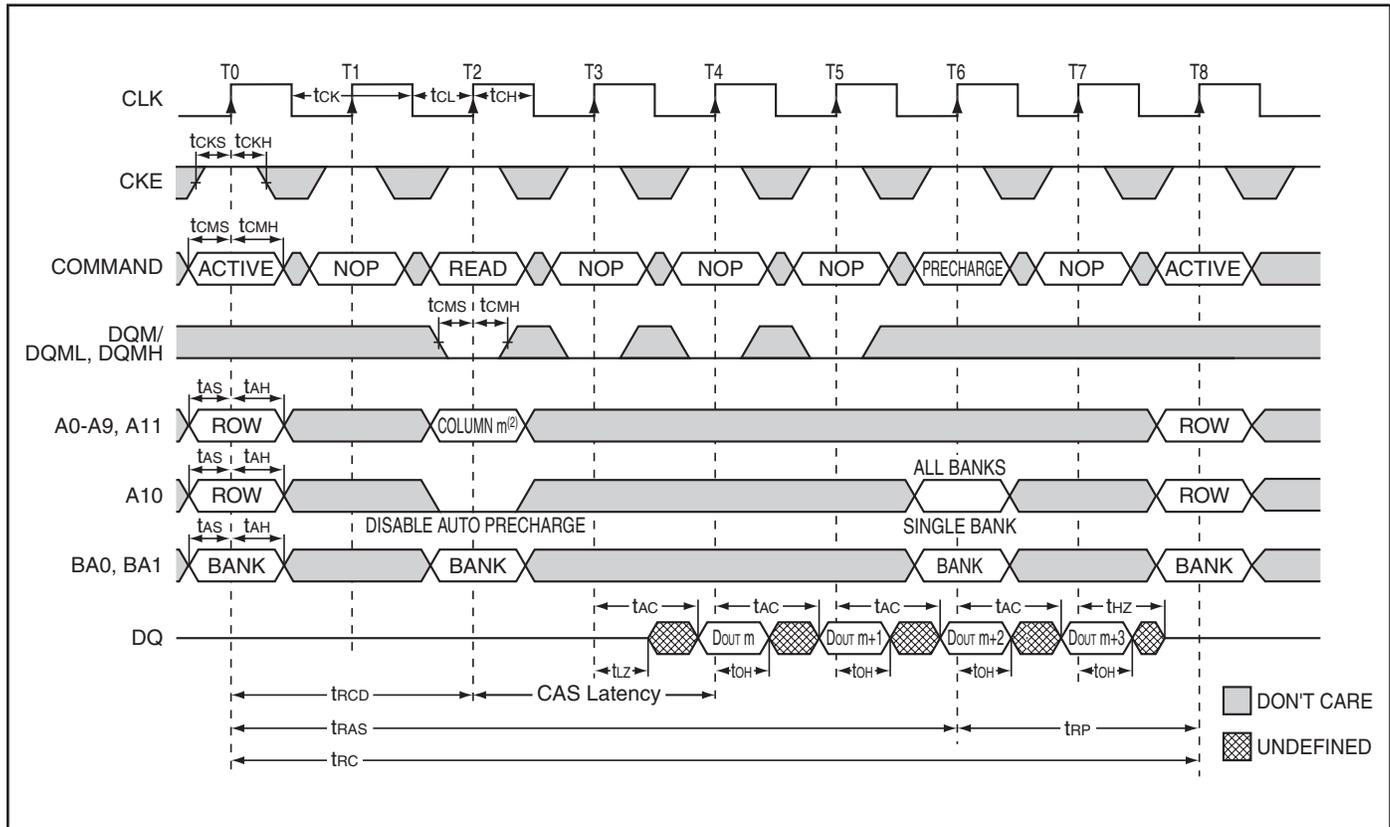 T0 T1 T2 T3 T4 T5 T6 T7 T8
CLK tCK tCL tCH
tCKS tCKH
CKE
tCMS tCMH
COMMAND ACTIVE NOP READ NOP NOP NOP PRECHARGE NOP ACTIVE
tCMS tCMH
DQM/
DQML, DQMH
tAS tAH
A0-A9, A11 ROW COLUMN m(2) ROW
tAS tAH ALL BANKS
A10 ROW ROW
DISABLE AUTO PRECHARGE SINGLE BANK
tAS tAH
BA0, BA1 BANK BANK BANK BANK
tAC tAC tAC tAC tHZ
DQ DOUT m DOUT m+1 DOUT m+2 DOUT m+3
tLZ tOH tOH tOH tOH
tRCD CAS Latency
DON'T CARE
tRAS tRP
UNDEFINED
tRC